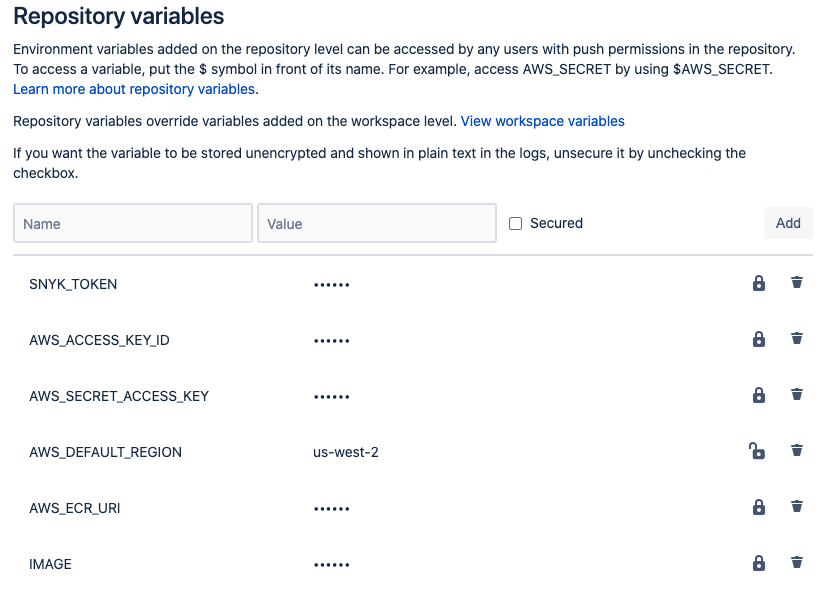 Repository variables
Environment variables added on the repository level can be accessed by any users with push permissions in the repository.
To access a variable, put the $ symbol in front of its name. For example, access AWS_SECRET by using $AWS_SECRET.
Learn more about repository variables.
Repository variables override variables added on the workspace level. View workspace variables
If you want the variable to be stored unencrypted and shown in plain text in the logs, unsecure it by unchecking the
checkbox.
Name Value Secured Add
SNYK_TOKEN ••••••
AWS_ACCESS_KEY_ID ••••••
AWS_SECRET_ACCESS_KEY ••••••
AWS_DEFAULT_REGION us-west-2
AWS_ECR_URI ••••••
IMAGE ••••••